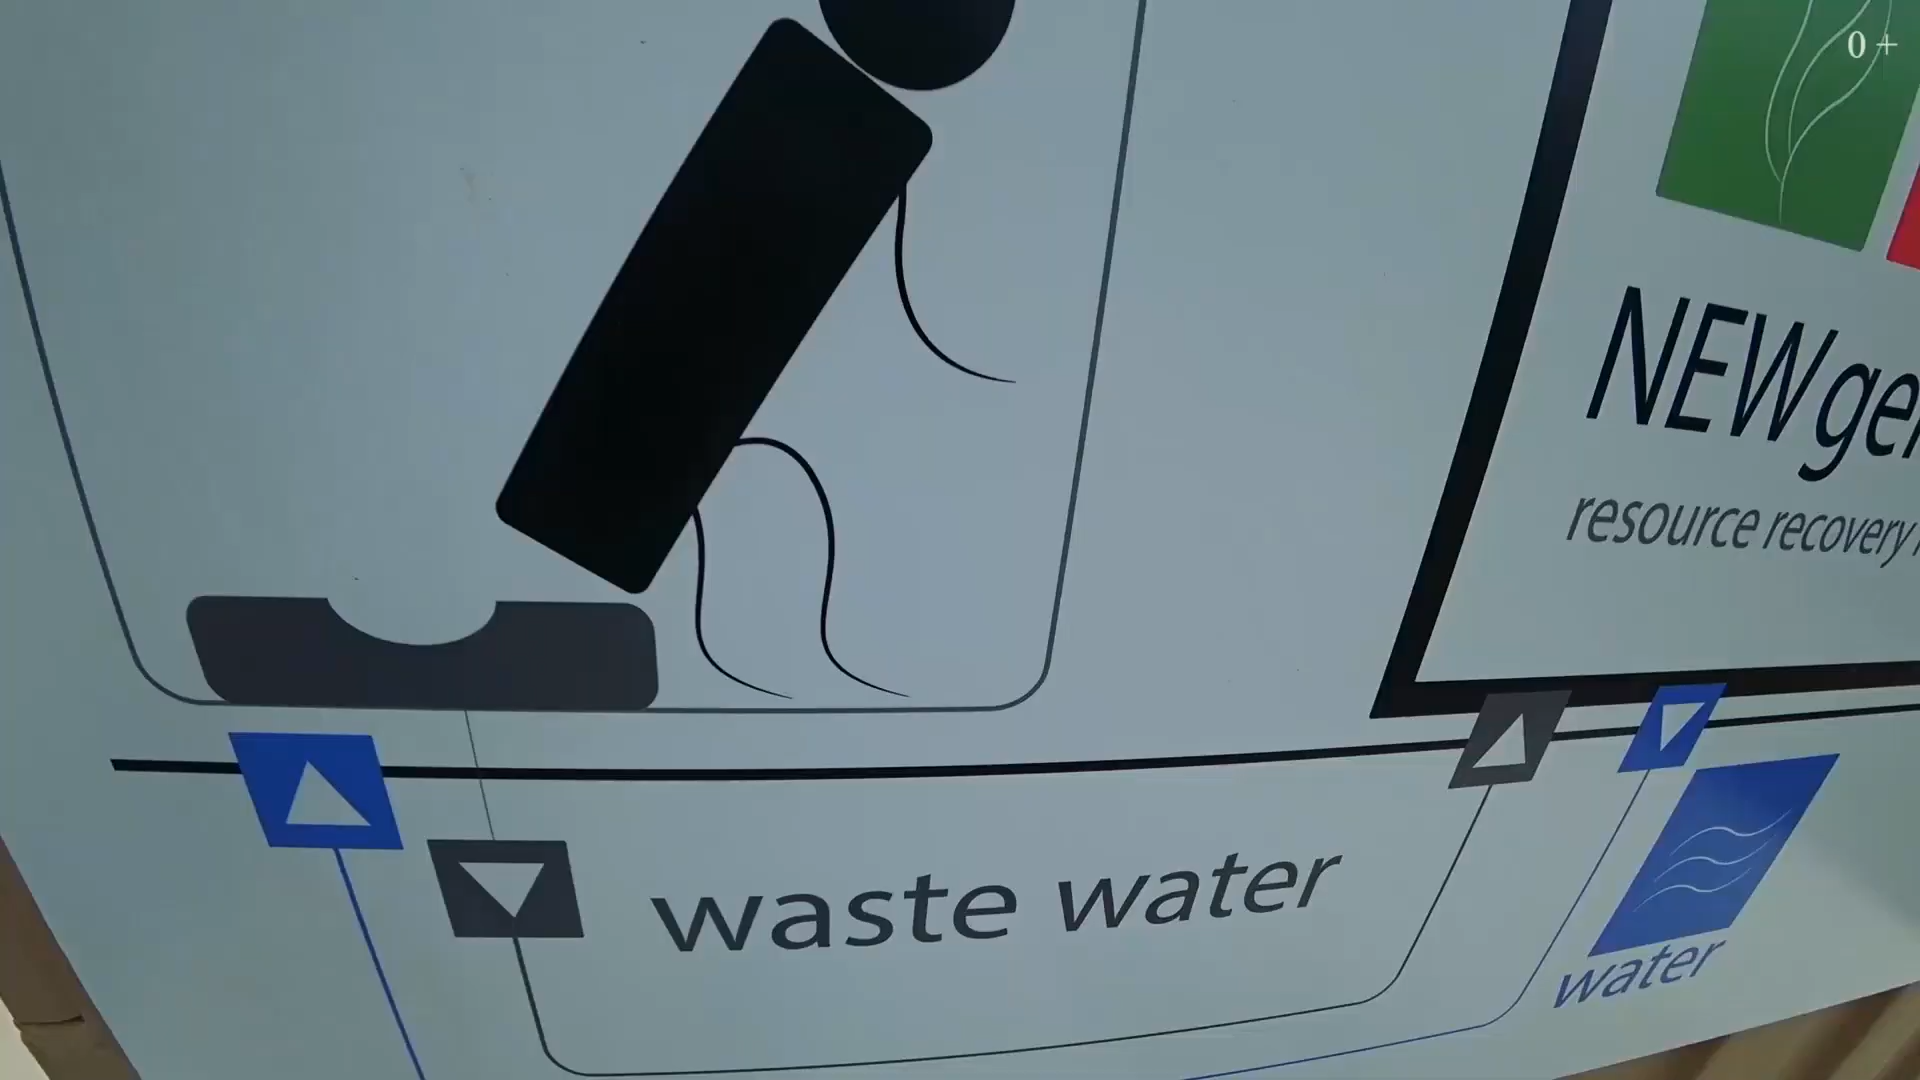 0 +
NEWge
resource recovery
waste water
water